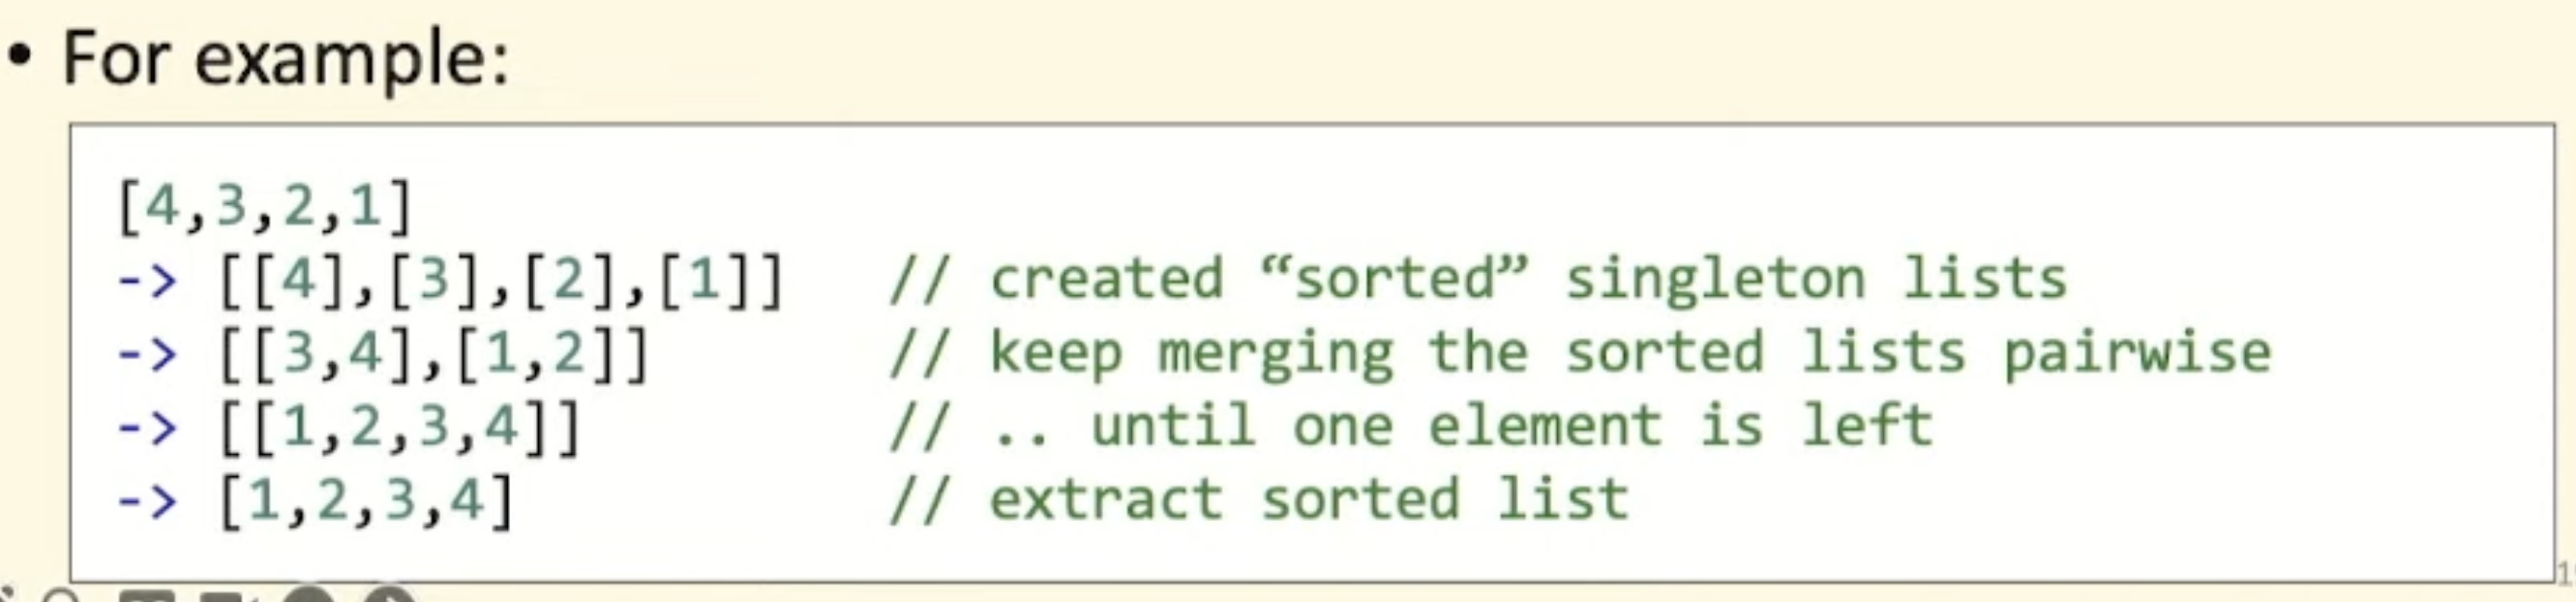 • For example:
[4,3,2,1]
-> [[4],[3],[2],[1]]   // created “sorted” singleton lists
-> [[3,4],[1,2]]       // keep merging the sorted lists pairwise
-> [[1,2,3,4]]         // .. until one element is left
-> [1,2,3,4]           // extract sorted list